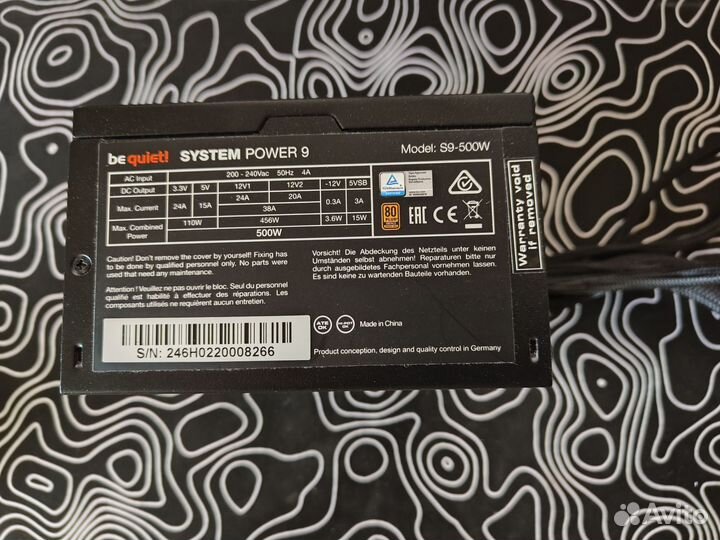 be quiet! SYSTEM POWER 9 Model: S9-500W
AC Input 200 - 240Vac 50Hz 4A
DC Output 3.3V 5V 12V1 12V2 -12V 5VSB
Max. Current 24A 15A 24A 20A 0.3A 3A
38A
Max. Combined Power 110W 456W 3.6W 15W
500W
80 PLUS
EAC CE
Warranty void
if removed
Caution! Don't remove the cover by yourself! Fixing has
to be done by qualified personnel only. No parts were
used that need any maintenance.
Attention ! Veuillez ne pas ouvrir le bloc. Seul du personnel
qualifié est habilité à effectuer des réparations. Les
composants utilisés ne requièrent aucun entretien.
Vorsicht! Die Abdeckung des Netzteils unter keinen
Umständen selbst abnehmen! Reparaturen bitte nur
durch ausgebildetes Fachpersonal vornehmen lassen.
Es sind keine zu wartenden Bauteile vorhanden.
S/N: 246H0220008266
Made in China
Product conception, design and quality control in Germany
Avito